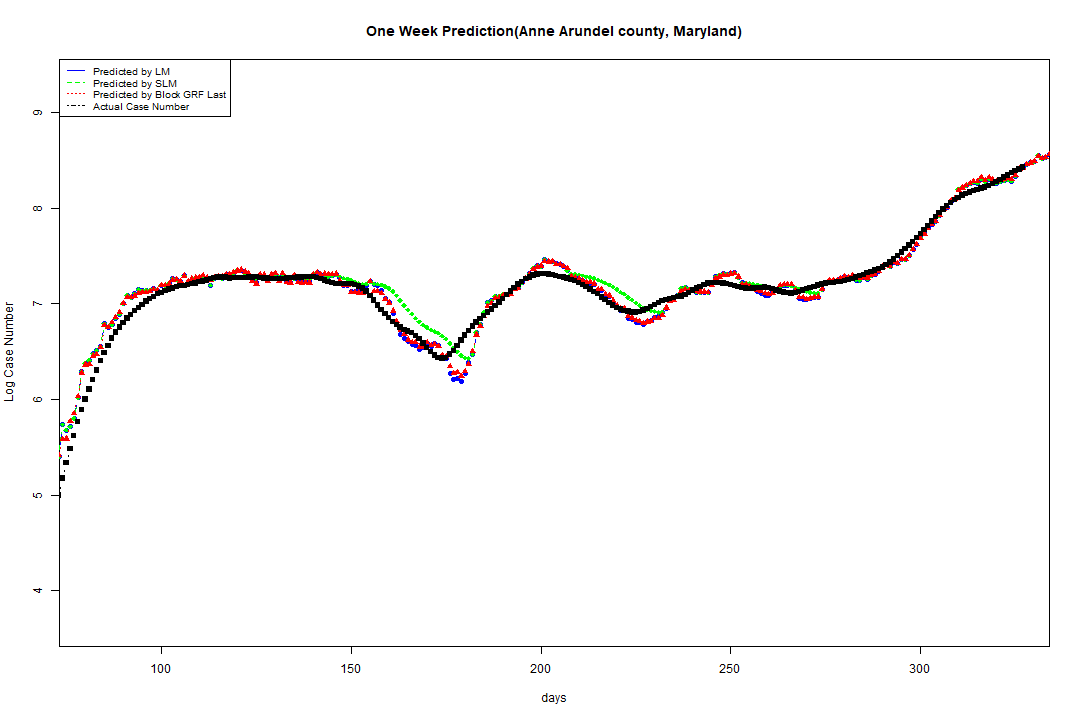 One Week Prediction(Anne Arundel county, Maryland)
Predicted by LM
Predicted by SLM
Predicted by Block GRF Last
Actual Case Number
9
8
7
6
5
4
Log Case Number
100 150 200 250 300
days